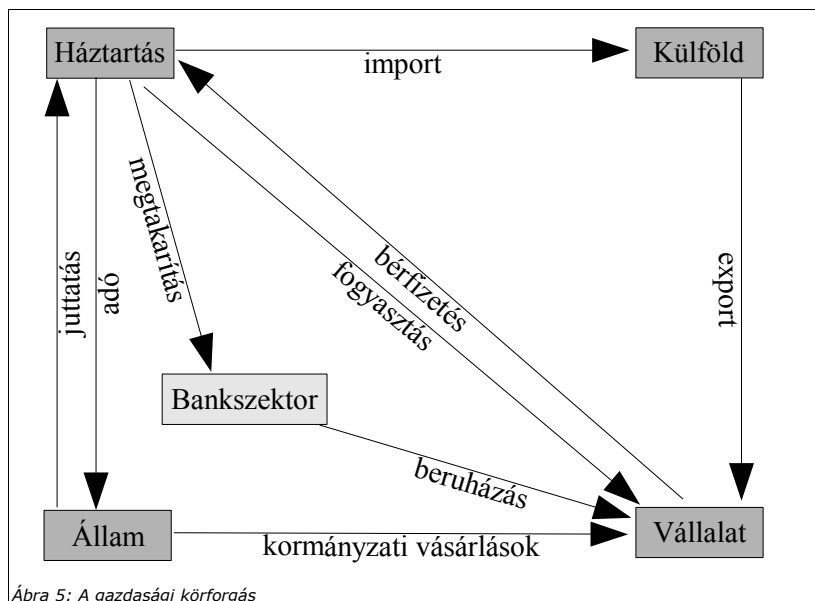 Háztartás
Külföld
import
megtakarítás
juttatás
adó
bérfizetés
fogyasztás
export
Bankszektor
beruházás
Állam
kormányzati vásárlások
Vállalat
Ábra 5: A gazdasági körforgás